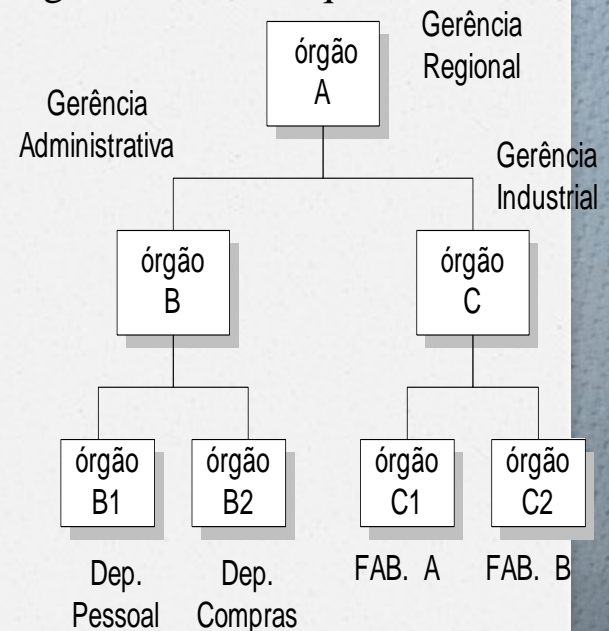 Gerência
Regional
órgão
A
Gerência
Administrativa
Gerência
Industrial
órgão
B
órgão
C
órgão
B1
órgão
B2
órgão
C1
órgão
C2
Dep.
Pessoal
Dep.
Compras
FAB. A
FAB. B